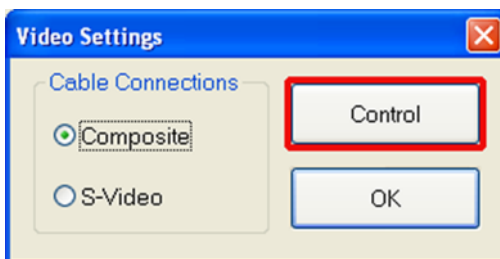 Video Settings
Cable Connections
Composite
S-Video
Control
OK